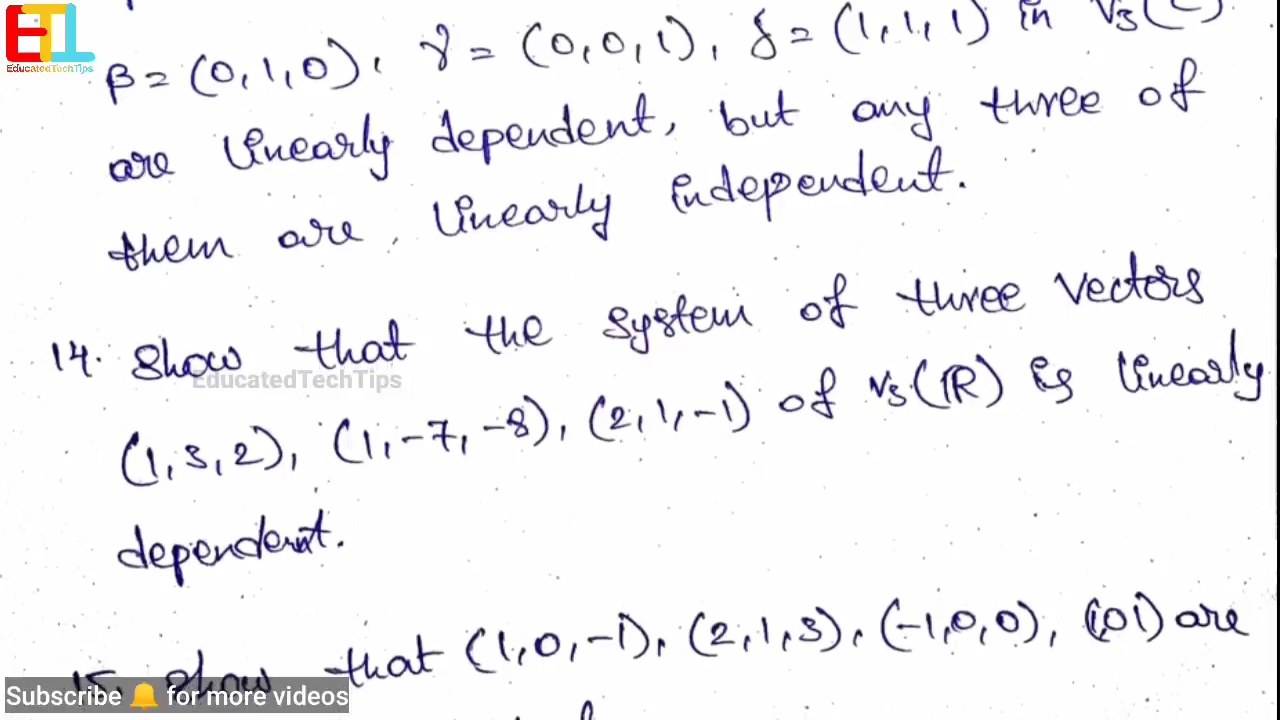 ETL
EducatedTechTips
β = (0,1,0), γ = (0,0,1), δ = (1,1,1) in V3(C)
are linearly dependent, but any three of
them are linearly independent.
14. Show that the system of three vectors
EducatedTechTips
(1,3,2), (1,-7,-8), (2,1,-1) of V3(R) is linearly
dependent.
15. Show that (1,0,-1), (2,1,3), (-1,0,0), (1,01) are
Subscribe 🔔 for more videos